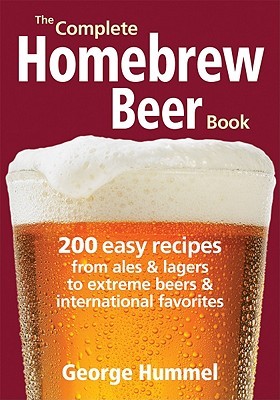 The Complete
Homebrew
Beer Book
200 easy recipes
from ales & lagers
to extreme beers &
international favorites
George Hummel